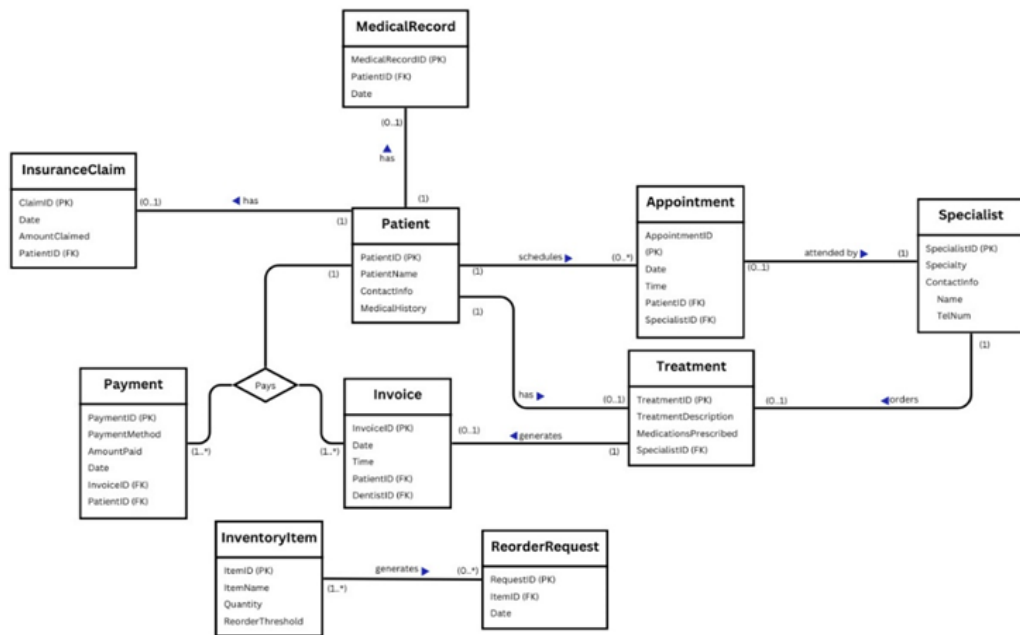 MedicalRecord
MedicalRecordID (PK)
PatientID (FK)
Date
(0..1)
has
(1)
InsuranceClaim
ClaimID (PK)
Date
AmountClaimed
PatientID (FK)
(0..1)
has
(1)
Patient
PatientID (PK)
PatientName
ContactInfo
MedicalHistory
(1)
(1)
schedules
(0..*)
(1)
Appointment
AppointmentID
(PK)
Date
Time
PatientID (FK)
SpecialistID (FK)
(0..1)
attended by
(1)
Specialist
SpecialistID (PK)
Specialty
ContactInfo
Name
TelNum
(1)
orders
(0..1)
Treatment
TreatmentID (PK)
TreatmentDescription
MedicationsPrescribed
SpecialistID (FK)
has
(0..1)
(1)
generates
(0..1)
Pays
Payment
PaymentID (PK)
PaymentMethod
AmountPaid
Date
InvoiceID (FK)
PatientID (FK)
(1..*)
(1..*)
Invoice
InvoiceID (PK)
Date
Time
PatientID (FK)
DentistID (FK)
InventoryItem
ItemID (PK)
ItemName
Quantity
ReorderThreshold
(1..*)
generates
(0..*)
ReorderRequest
RequestID (PK)
ItemID (FK)
Date